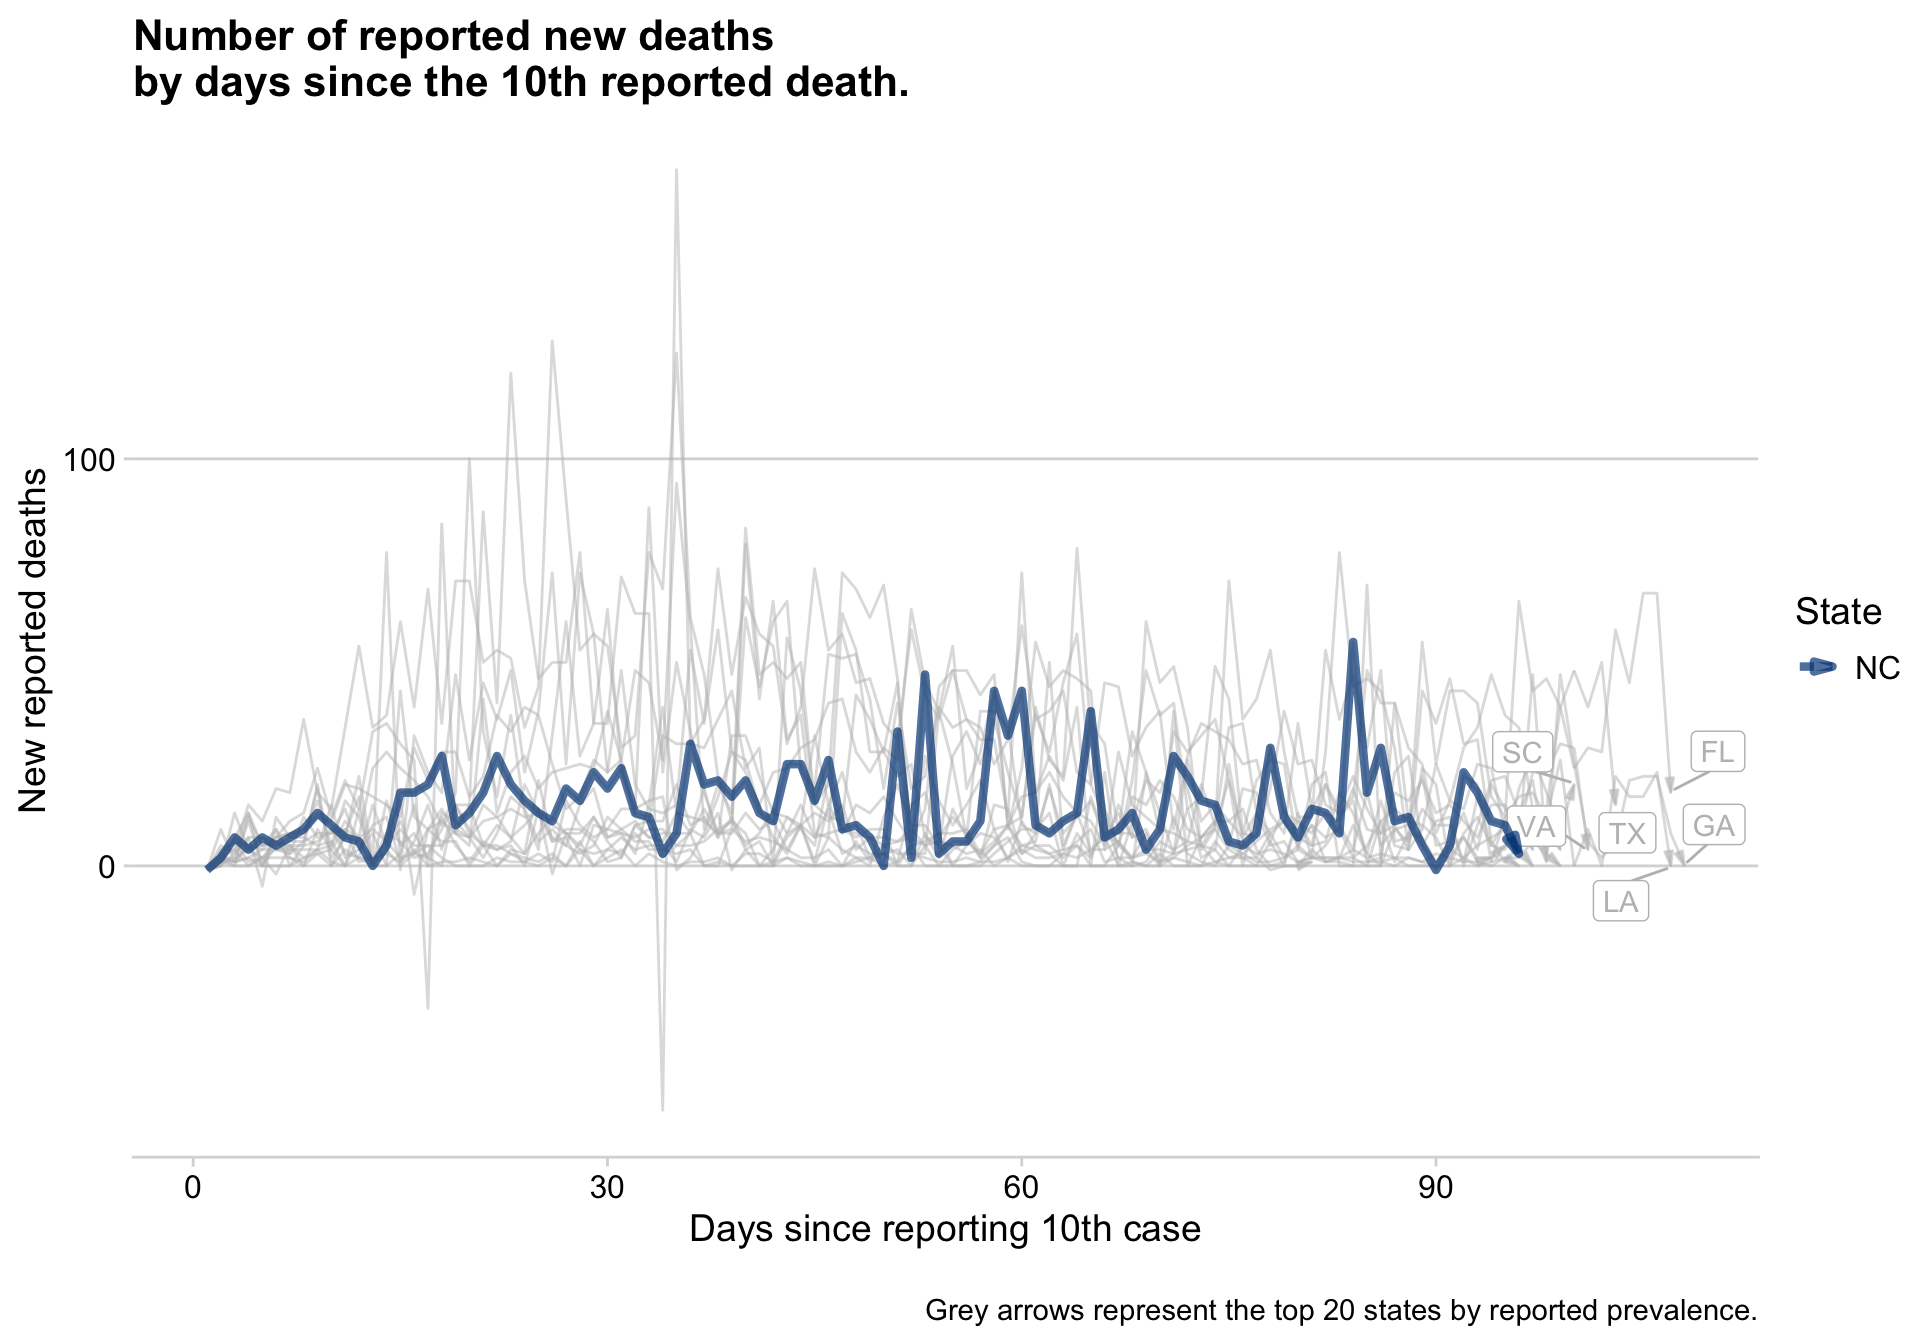 Number of reported new deaths
by days since the 10th reported death.
New reported deaths
100
0
SC
FL
VA
TX
GA
LA
State
NC
0
30
60
90
Days since reporting 10th case
Grey arrows represent the top 20 states by reported prevalence.